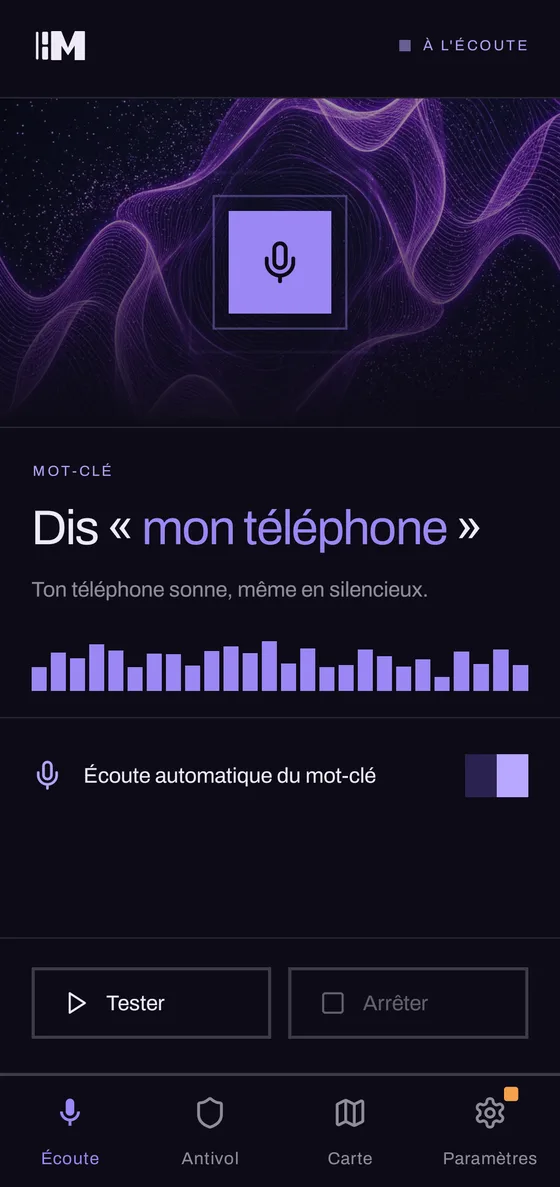 M
À L'ÉCOUTE
MOT-CLÉ
Dis « mon téléphone »
Ton téléphone sonne, même en silencieux.
Écoute automatique du mot-clé
Tester
Arrêter
Écoute
Antivol
Carte
Paramètres